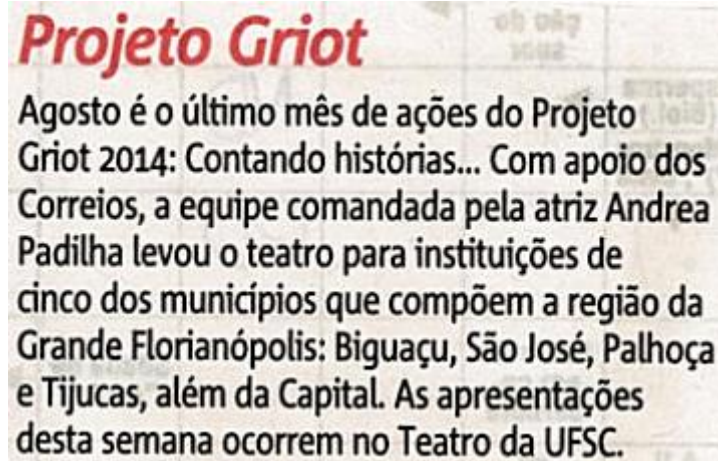 Projeto Griot
Agosto é o último mês de ações do Projeto
Griot 2014: Contando histórias... Com apoio dos
Correios, a equipe comandada pela atriz Andrea
Padilha levou o teatro para instituições de
cinco dos municípios que compõem a região da
Grande Florianópolis: Biguaçu, São José, Palhoça
e Tijucas, além da Capital. As apresentações
desta semana ocorrem no Teatro da UFSC.